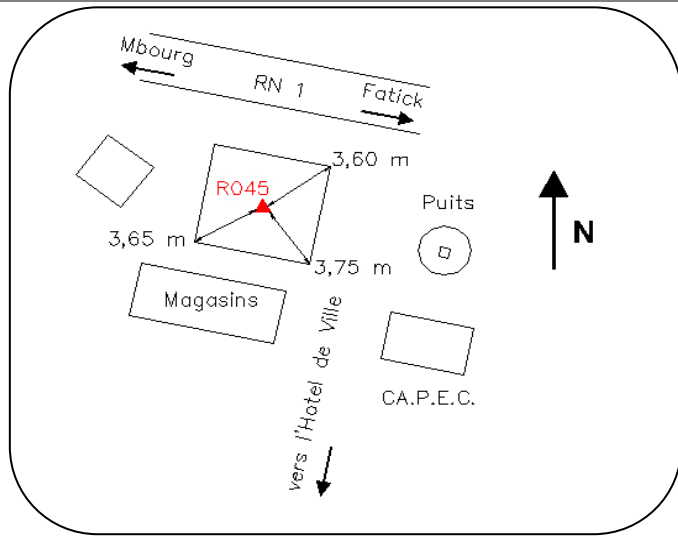 Mbourg
RN 1
Fatick
3,60 m
R045
Puits
N
3,65 m
3,75 m
Magasins
vers l'Hotel de Ville
CA.P.E.C.